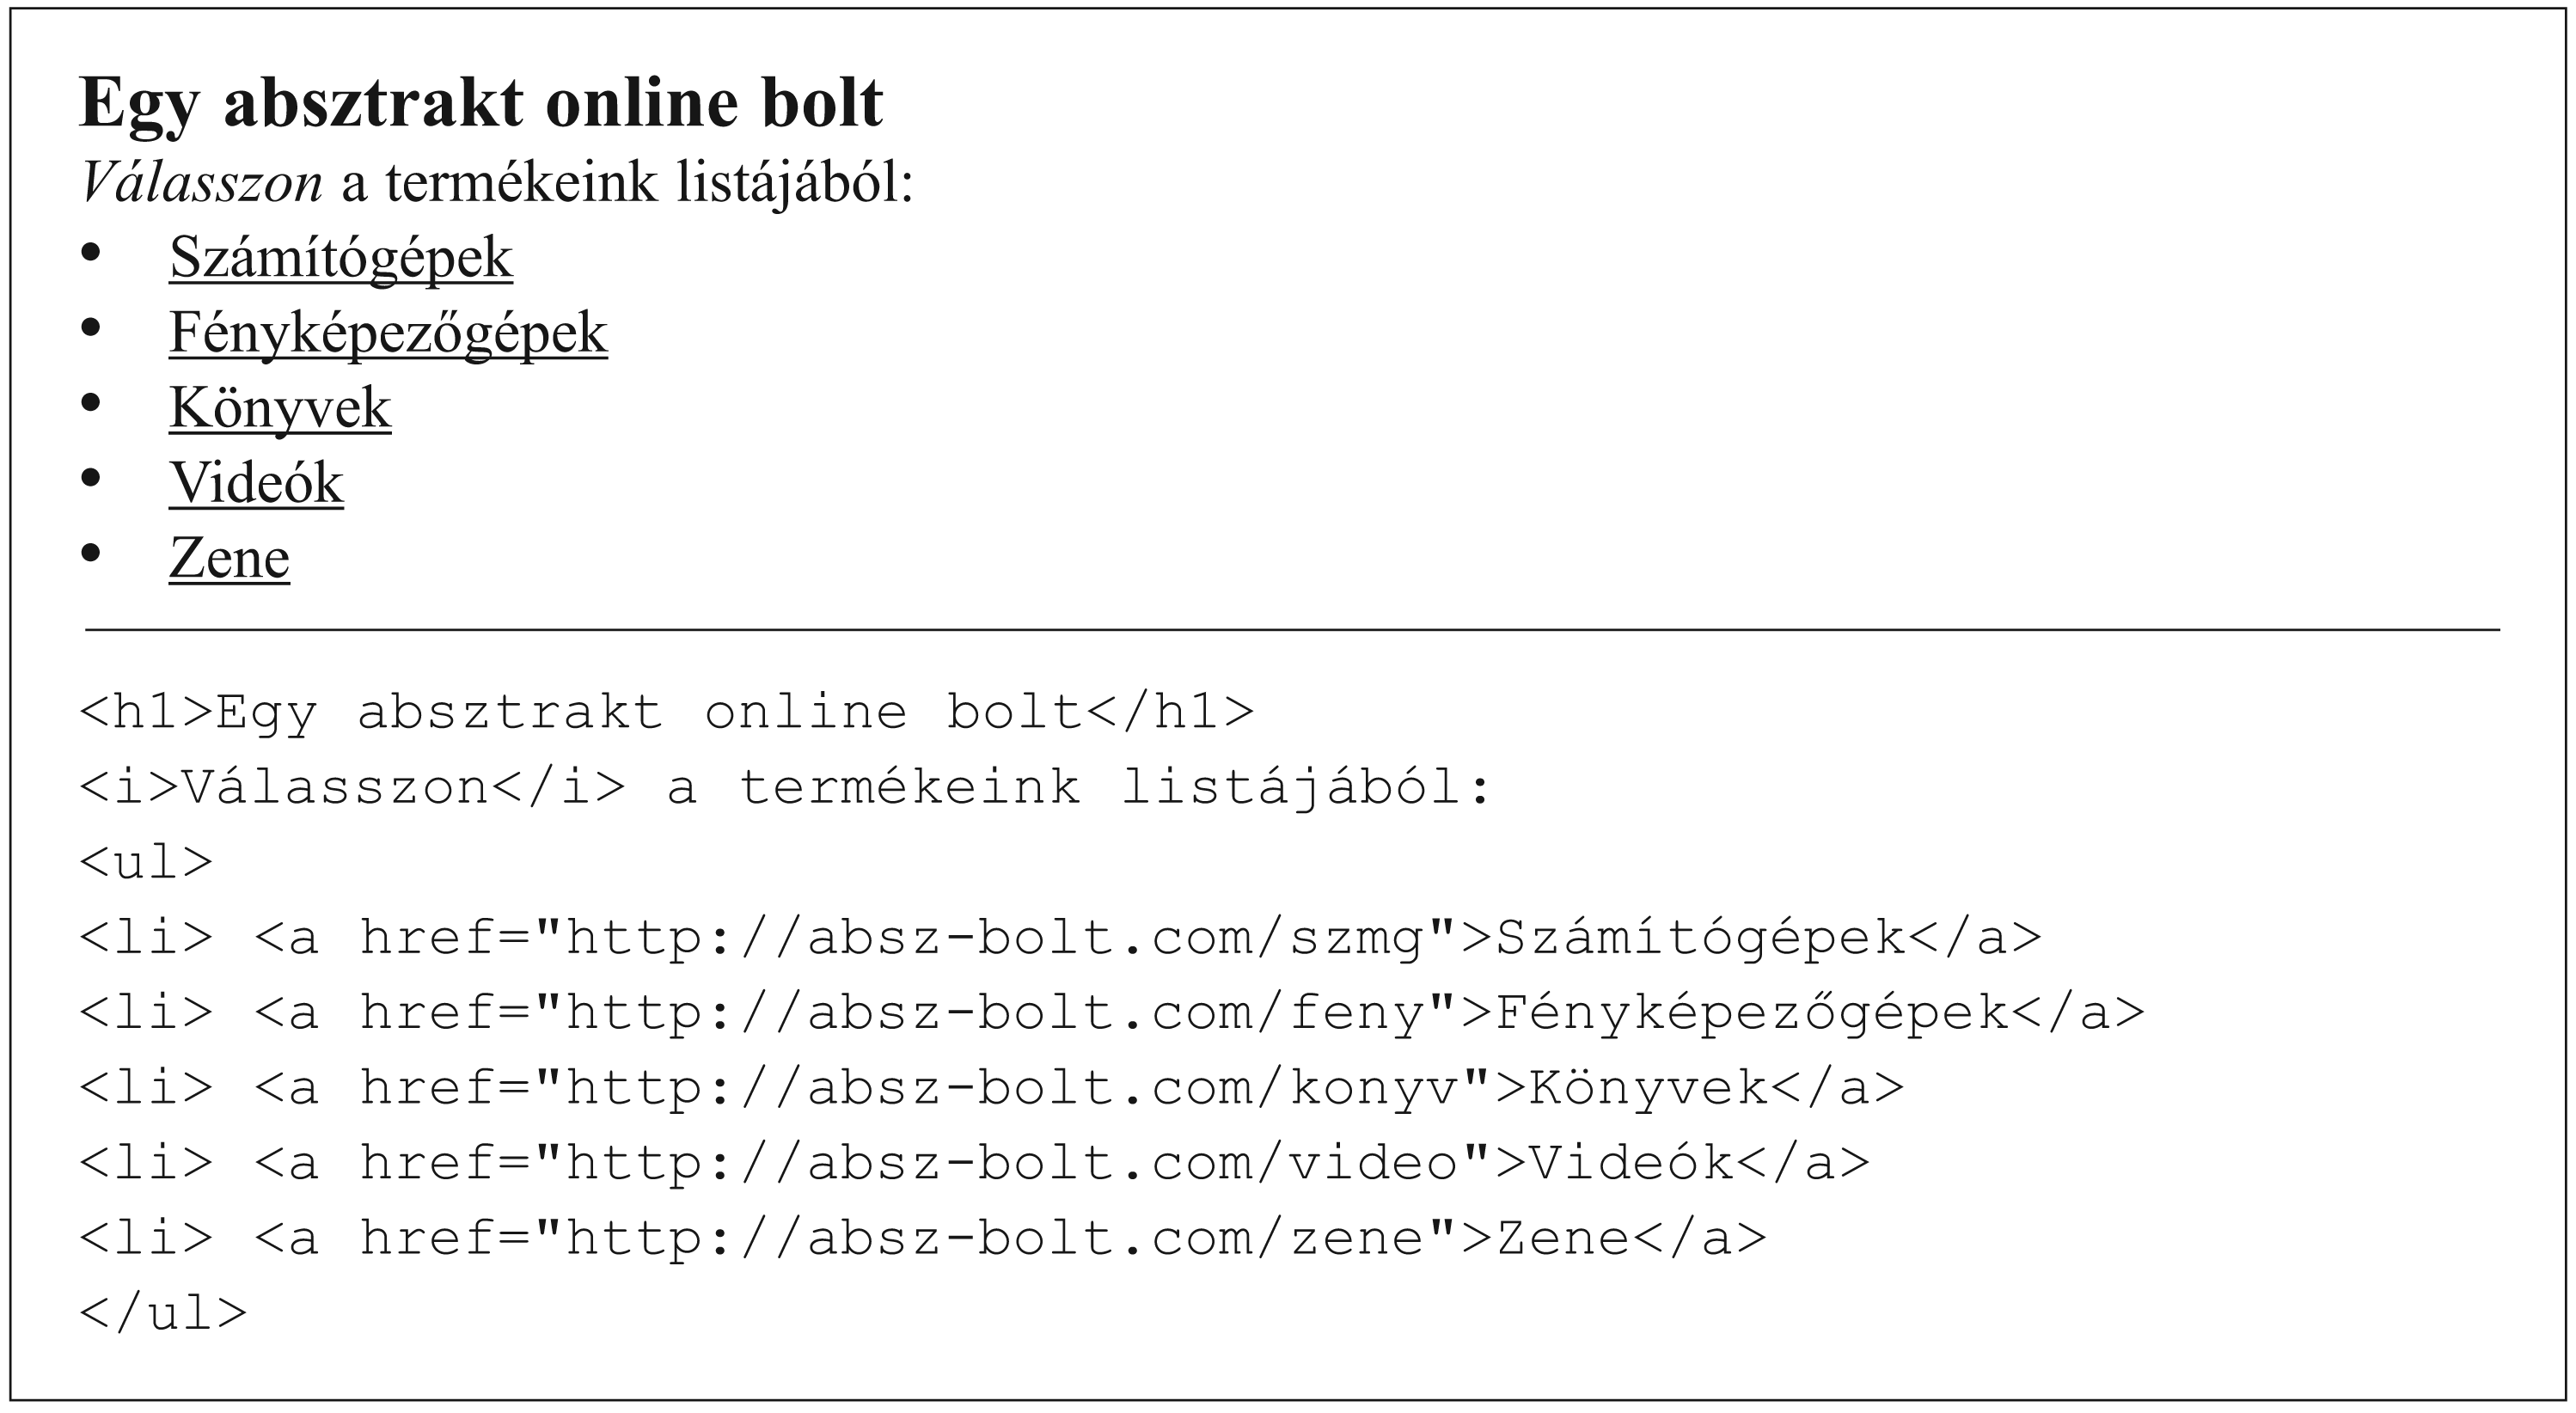 Egy absztrakt online bolt
Válasszon a termékeink listájából:
• Számítógépek
• Fényképezőgépek
• Könyvek
• Videók
• Zene
<h1>Egy absztrakt online bolt</h1>
<i>Válasszon</i> a termékeink listájából:
<ul>
<li> <a href="http://absz-bolt.com/szmg">Számítógépek</a>
<li> <a href="http://absz-bolt.com/feny">Fényképezőgépek</a>
<li> <a href="http://absz-bolt.com/konyv">Könyvek</a>
<li> <a href="http://absz-bolt.com/video">Videók</a>
<li> <a href="http://absz-bolt.com/zene">Zene</a>
</ul>